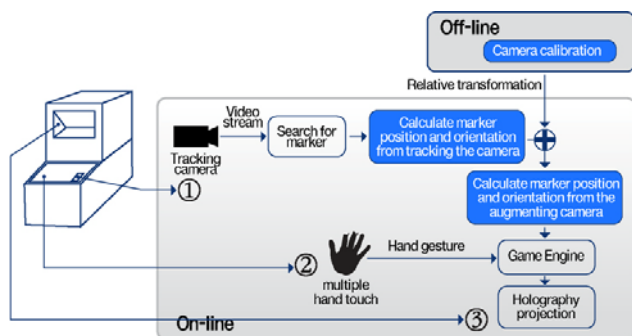 Off-line
Camera calibration
Relative transformation
Video
stream
Search for
marker
Calculate marker
position and orientation
from tracking the camera
Tracking
camera
①
Calculate marker position
and orientation from the
augmenting camera
②
multiple
hand touch
Hand gesture
Game Engine
Holography
projection
③
On-line